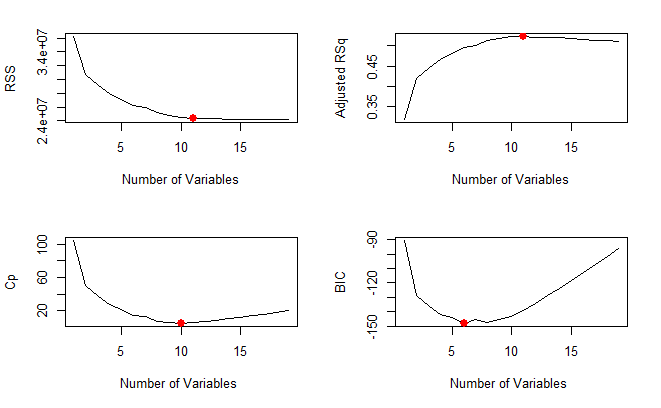 RSS
2.4e+07 3.4e+07
5 10 15
Number of Variables
Adjusted RSq
0.35 0.45
5 10 15
Number of Variables
Cp
20 60 100
5 10 15
Number of Variables
BIC
-150 -120 -90
5 10 15
Number of Variables